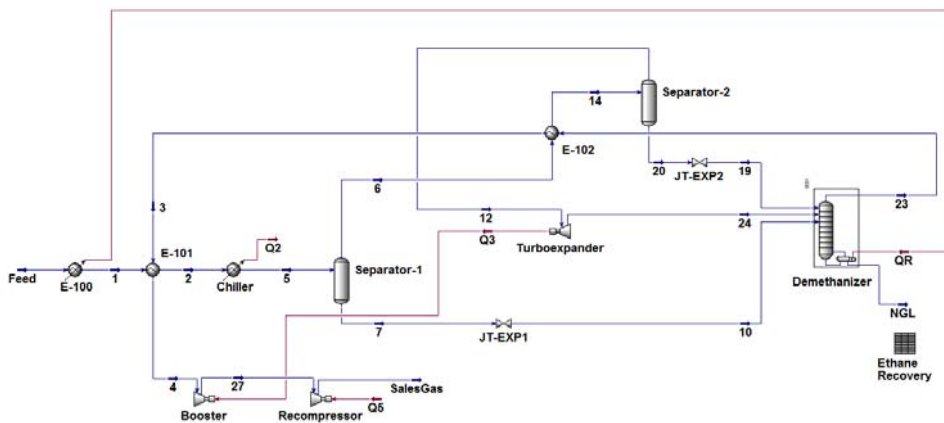 Separator-2
14
E-102
6
20
JT-EXP2
19
23
3
12
Q3
Turboexpander
24
E-101
Q2
Feed
E-100
1
2
Chiller
5
Separator-1
Demethanizer
QR
7
JT-EXP1
10
NGL
Ethane
Recovery
4
27
SalesGas
Booster
Recompressor
Q5